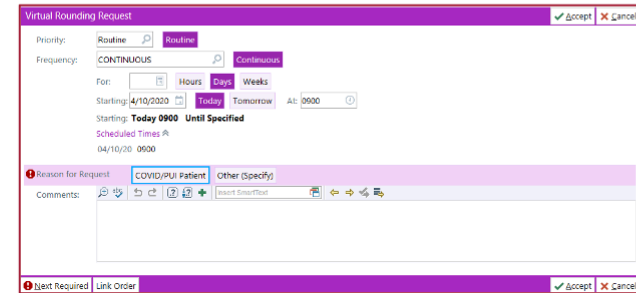 Virtual Rounding Request Accept Cancel
Priority: Routine Routine
Frequency: CONTINUOUS Continuous
For: Hours Days Weeks
Starting: 4/10/2020 Today Tomorrow At: 0900
Starting: Today 0900 Until Specified
Scheduled Times
04/10/20 0900
Reason for Request COVID/PUI Patient Other (Specify)
Comments: Insert SmartText
Next Required Link Order Accept Cancel